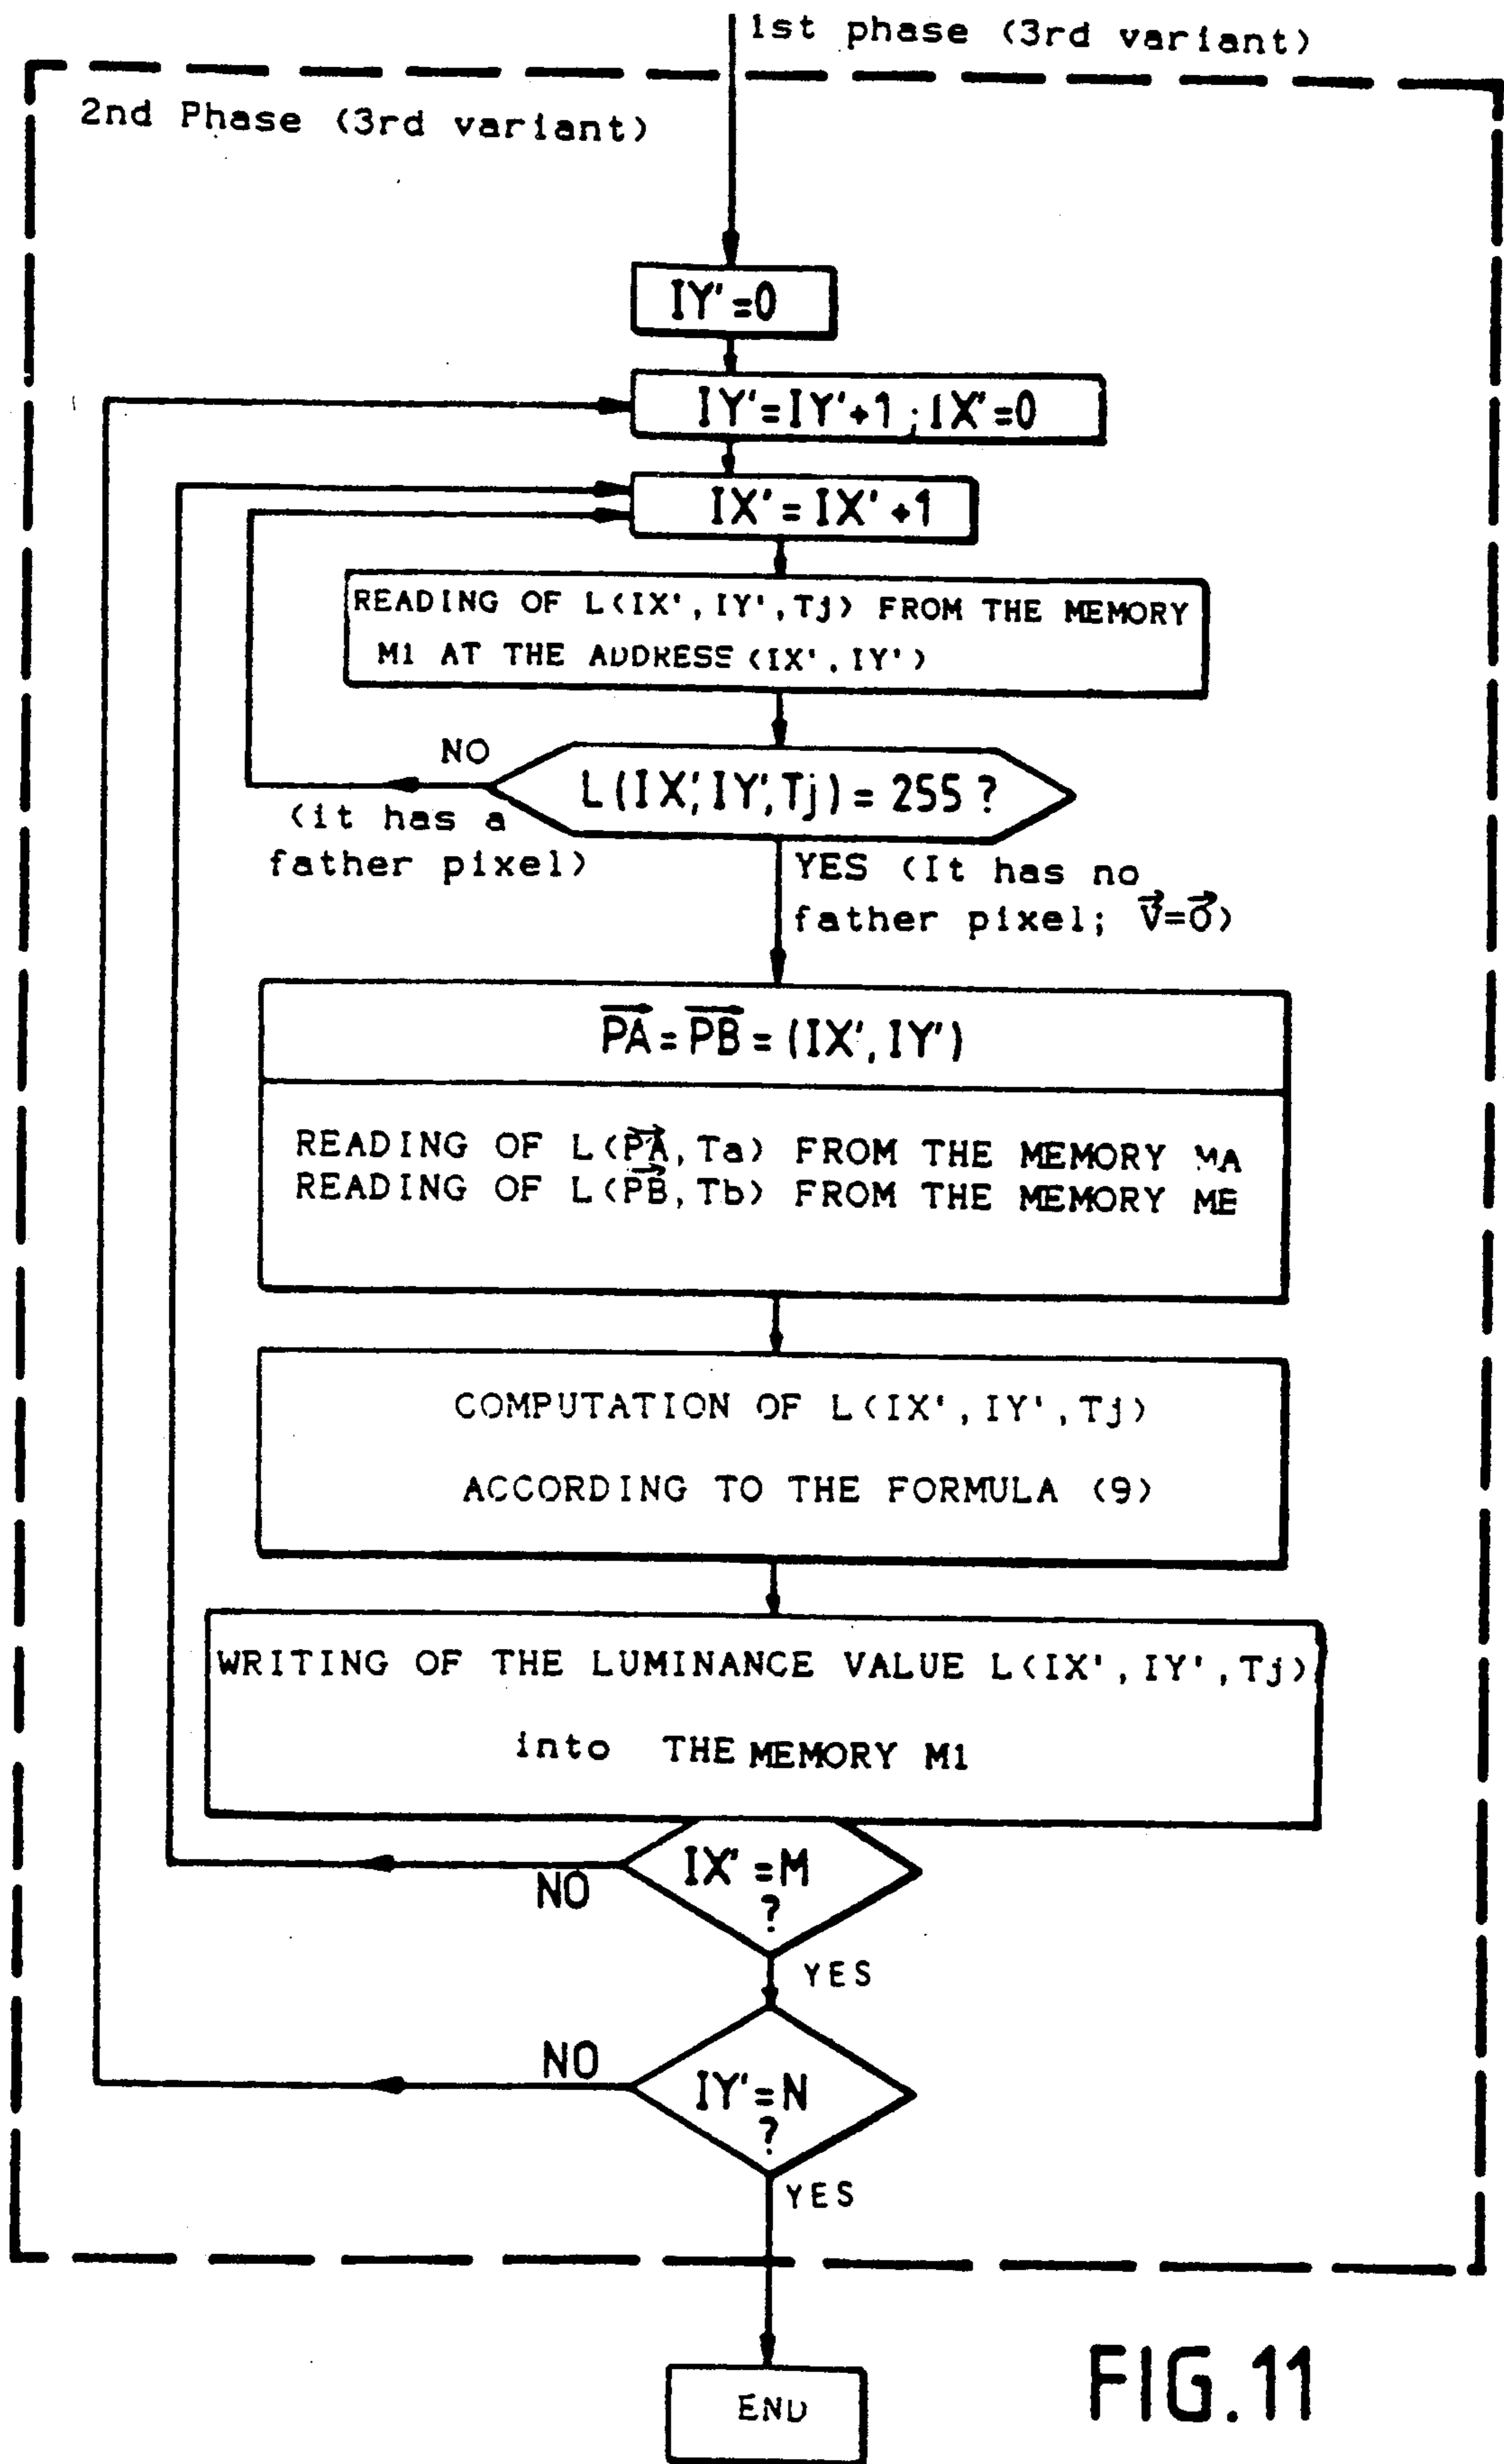 1st phase (3rd variant)
2nd Phase (3rd variant)
IY'=0
IY'=IY'+1 ; IX'=0
IX'=IX'+1
READING OF L(IX',IY',Tj) FROM THE MEMORY
M1 AT THE ADDRESS (IX',IY')
NO
L(IX',IY',Tj) = 255 ?
(it has a
father pixel)
YES (It has no
father pixel; V⃗=O⃗)
PA⃗ = PB⃗ = (IX',IY')
READING OF L(PA⃗,Ta) FROM THE MEMORY MA
READING OF L(PB⃗,Tb) FROM THE MEMORY ME
COMPUTATION OF L(IX',IY',Tj)
ACCORDING TO THE FORMULA (9)
WRITING OF THE LUMINANCE VALUE L(IX',IY',Tj)
into THE MEMORY M1
IX'=M
?
NO
YES
NO
IY'=N
?
YES
END
FIG.11